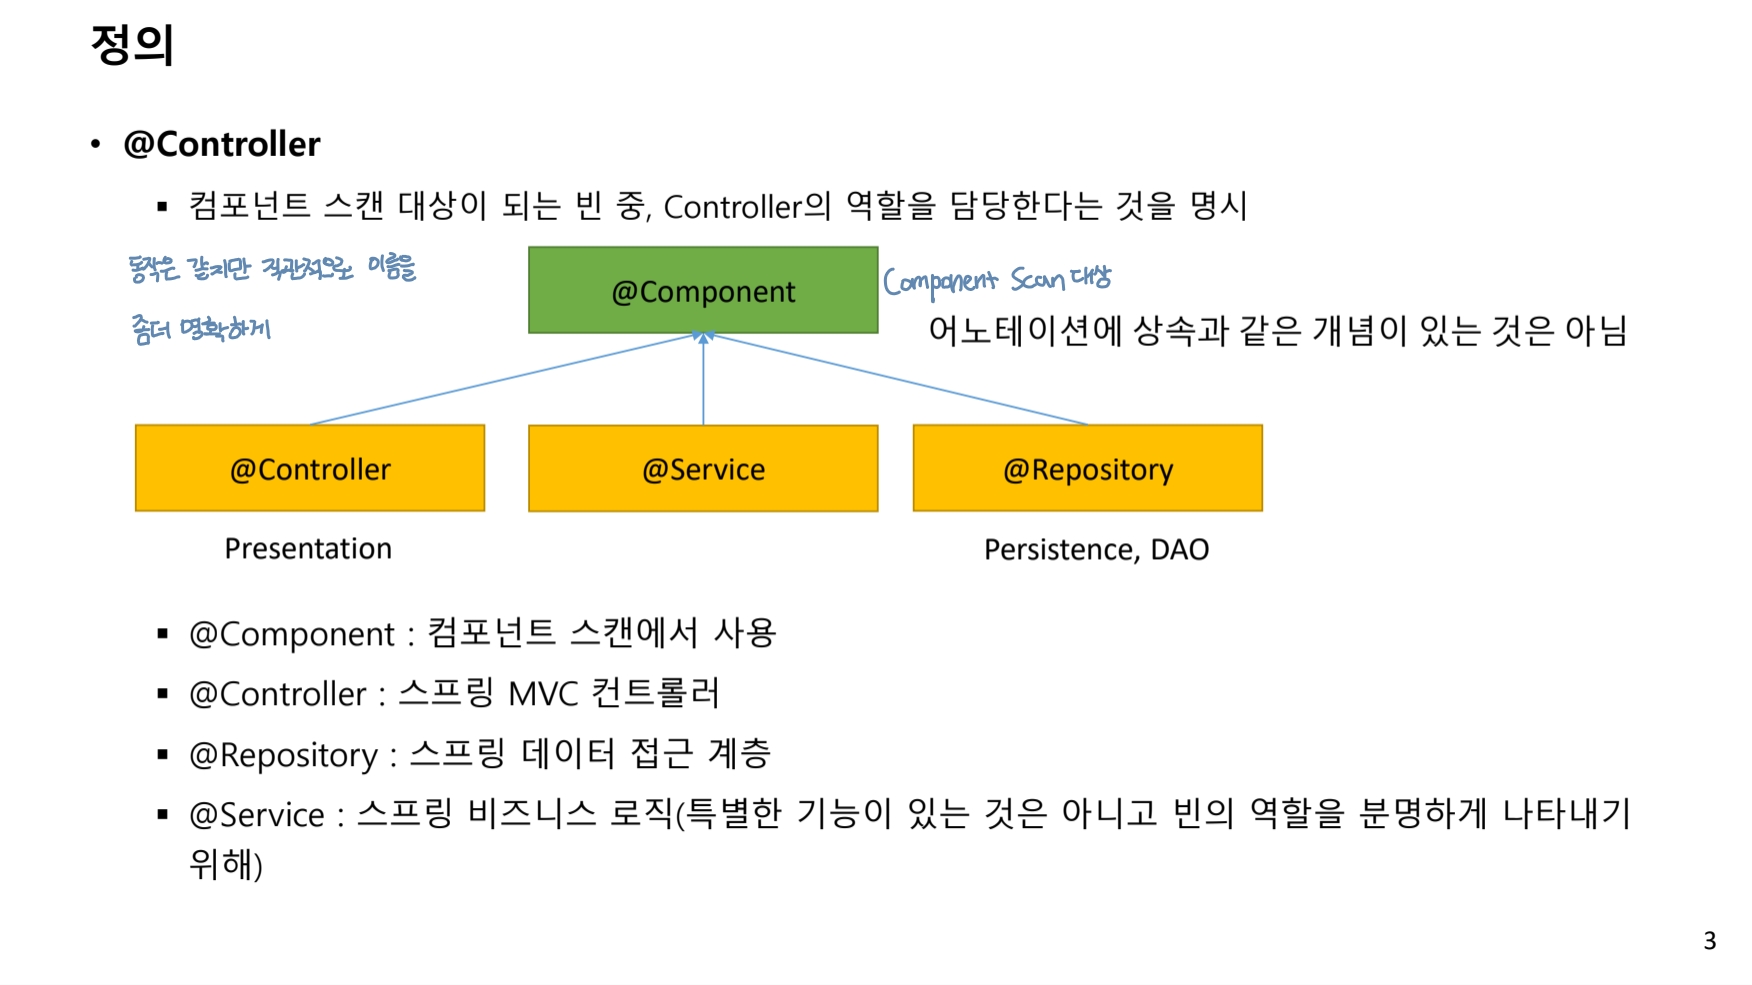 정의
• @Controller
▪ 컴포넌트 스캔 대상이 되는 빈 중, Controller의 역할을 담당한다는 것을 명시
동작은 같지만 직관적으로 이름을
좀더 명확하게
@Component
Component Scan 대상
어노테이션에 상속과 같은 개념이 있는 것은 아님
@Controller
@Service
@Repository
Presentation
Persistence, DAO
▪ @Component : 컴포넌트 스캔에서 사용
▪ @Controller : 스프링 MVC 컨트롤러
▪ @Repository : 스프링 데이터 접근 계층
▪ @Service : 스프링 비즈니스 로직(특별한 기능이 있는 것은 아니고 빈의 역할을 분명하게 나타내기
위해)
3